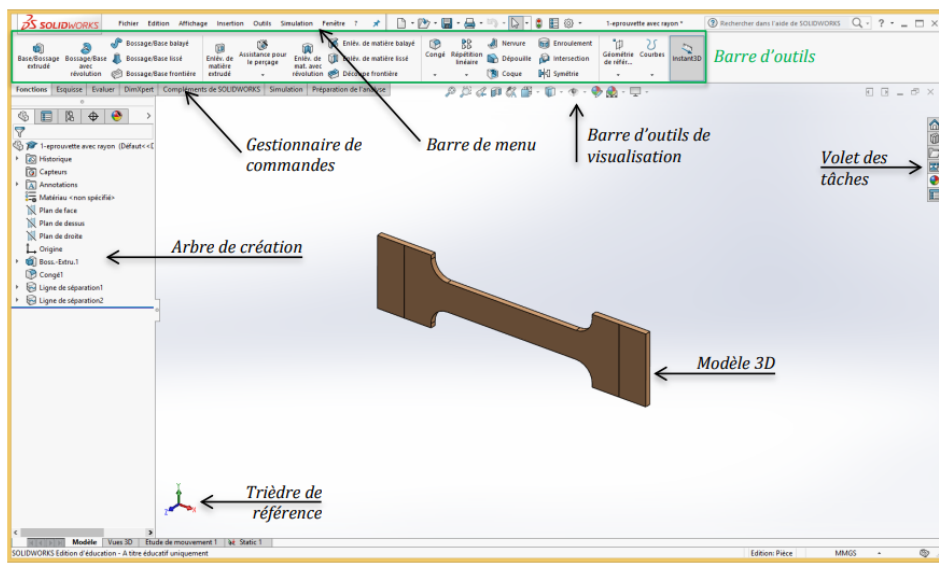 SOLIDWORKS Fichier Edition Affichage Insertion Outils Simulation Fenêtre ? 1-eprouvette avec rayon * Rechercher dans l'aide de SOLIDWORKS ?
Base/Bossage extrudé
Bossage/Base avec révolution
Bossage/Base balayé
Bossage/Base lissé
Bossage/Base frontière
Enlèv. de matière extrudé
Assistance pour le perçage
Enlèv. de mat. avec révolution
Enlèv. de matière balayé
Enlèv. de matière lissé
Découpe frontière
Congé
Répétition linéaire
Nervure
Dépouille
Coque
Enroulement
Intersection
Symétrie
Géométrie de référ...
Courbes
Instant3D
Barre d'outils
Fonctions Esquisse Evaluer DimXpert Compléments de SOLIDWORKS Simulation Préparation de l'analyse
Gestionnaire de
commandes
Barre de menu
Barre d'outils de
visualisation
Volet des
tâches
1-eprouvette avec rayon (Défaut<<D
Historique
Capteurs
Annotations
Matériau <non spécifié>
Plan de face
Plan de dessus
Plan de droite
Origine
Boss.-Extru.1
Congé1
Ligne de séparation1
Ligne de séparation2
Arbre de création
Modèle 3D
Trièdre de
référence
Y
X
Z
Modèle Vues 3D Etude de mouvement 1 Static 1
SOLIDWORKS Edition d'éducation - A titre éducatif uniquement Edition: Pièce MMGS